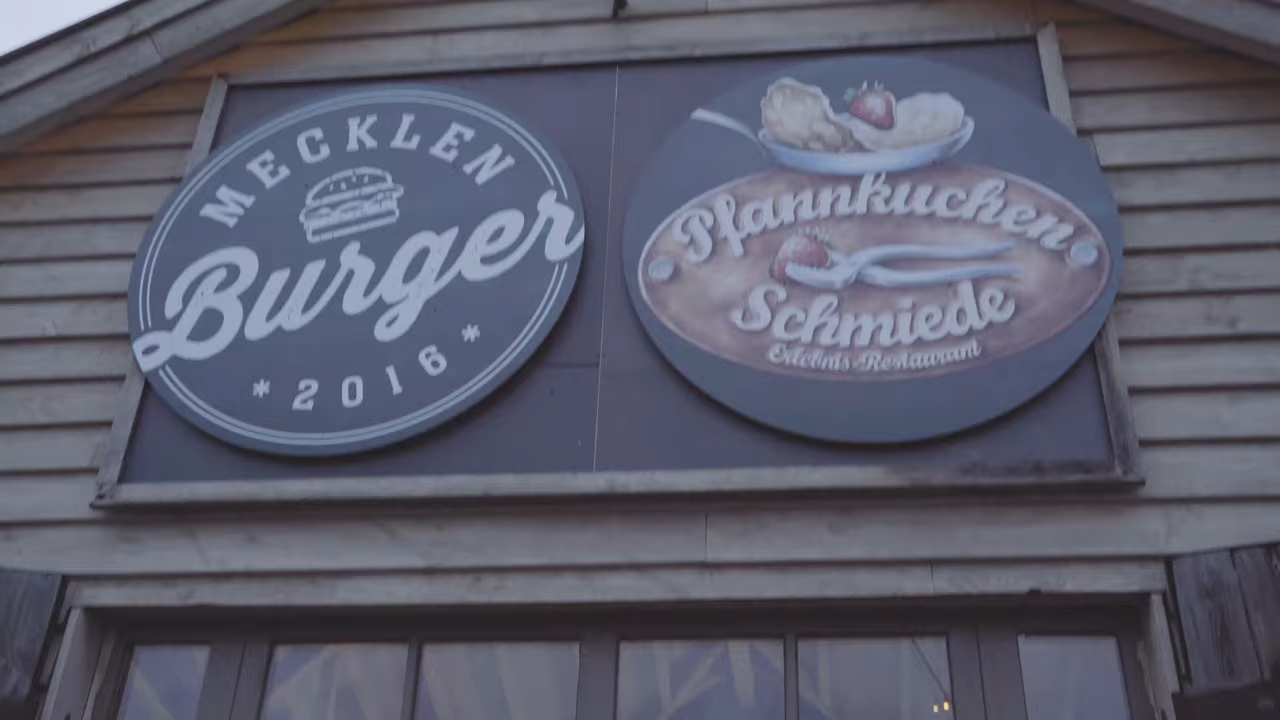 MECKLEN
Burger
* 2016 *
Pfannkuchen
Schmiede
Erlebnis-Restaurant